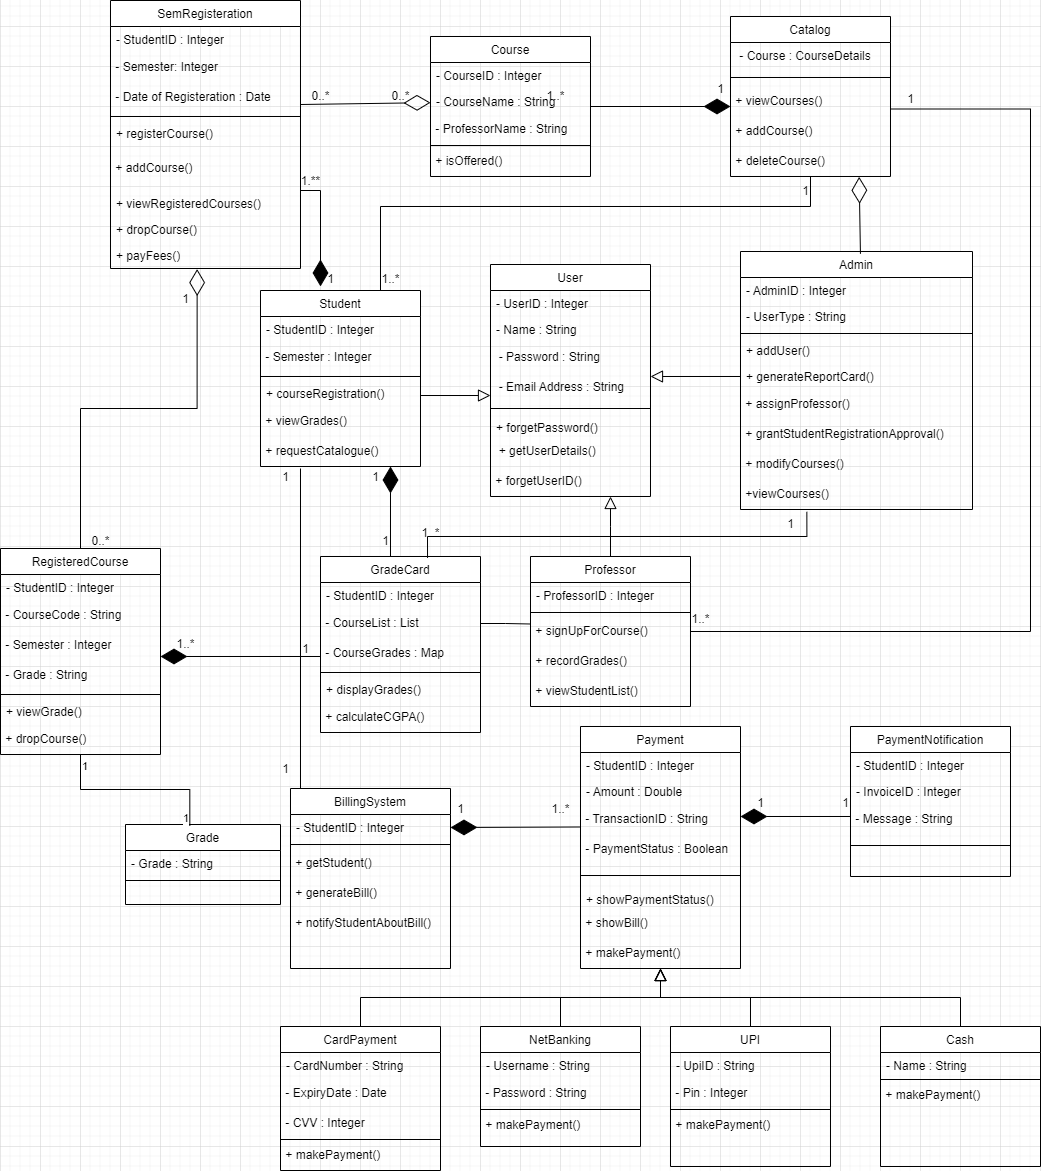 SemRegisteration
- StudentID : Integer
- Semester: Integer
- Date of Registeration : Date
+ registerCourse()
+ addCourse()
+ viewRegisteredCourses()
+ dropCourse()
+ payFees()
Course
- CourseID : Integer
- CourseName : String
- ProfessorName : String
+ isOffered()
Catalog
- Course : CourseDetails
+ viewCourses()
+ addCourse()
+ deleteCourse()
0..*
0..*
1..*
1
1
1
1..*
1.**
1
1
Student
- StudentID : Integer
- Semester : Integer
+ courseRegistration()
+ viewGrades()
+ requestCatalogue()
User
- UserID : Integer
- Name : String
- Password : String
- Email Address : String
+ forgetPassword()
+ getUserDetails()
+ forgetUserID()
Admin
- AdminID : Integer
- UserType : String
+ addUser()
+ generateReportCard()
+ assignProfessor()
+ grantStudentRegistrationApproval()
+ modifyCourses()
+viewCourses()
1
1
1
1
1..*
0..*
RegisteredCourse
- StudentID : Integer
- CourseCode : String
- Semester : Integer
- Grade : String
+ viewGrade()
+ dropCourse()
GradeCard
- StudentID : Integer
- CourseList : List
- CourseGrades : Map
+ displayGrades()
+ calculateCGPA()
Professor
- ProfessorID : Integer
+ signUpForCourse()
+ recordGrades()
+ viewStudentList()
1..*
1..*
1
1
1
1
Grade
- Grade : String
BillingSystem
- StudentID : Integer
+ getStudent()
+ generateBill()
+ notifyStudentAboutBill()
1
1..*
Payment
- StudentID : Integer
- Amount : Double
- TransactionID : String
- PaymentStatus : Boolean
+ showPaymentStatus()
+ showBill()
+ makePayment()
1
1
PaymentNotification
- StudentID : Integer
- InvoiceID : Integer
- Message : String
CardPayment
- CardNumber : String
- ExpiryDate : Date
- CVV : Integer
+ makePayment()
NetBanking
- Username : String
- Password : String
+ makePayment()
UPI
- UpiID : String
- Pin : Integer
+ makePayment()
Cash
- Name : String
+ makePayment()